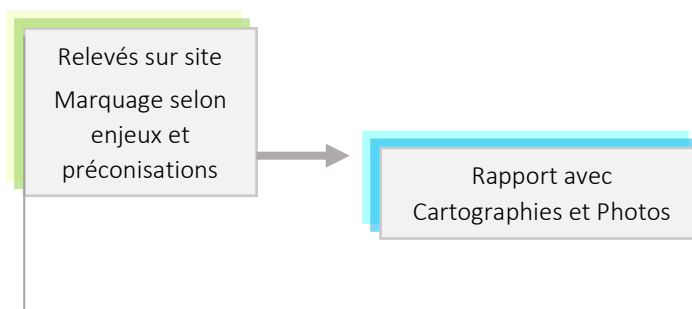 Relevés sur site
Marquage selon
enjeux et
préconisations
Rapport avec
Cartographies et Photos